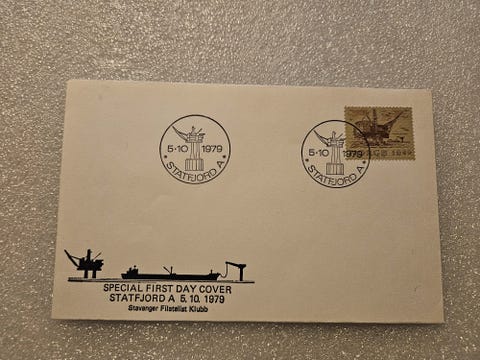 5·10 1979
STATFJORD A
5·10 1979
STATFJORD A
SPECIAL FIRST DAY COVER
STATFJORD A 5. 10. 1979
Stavanger Filatelist Klubb